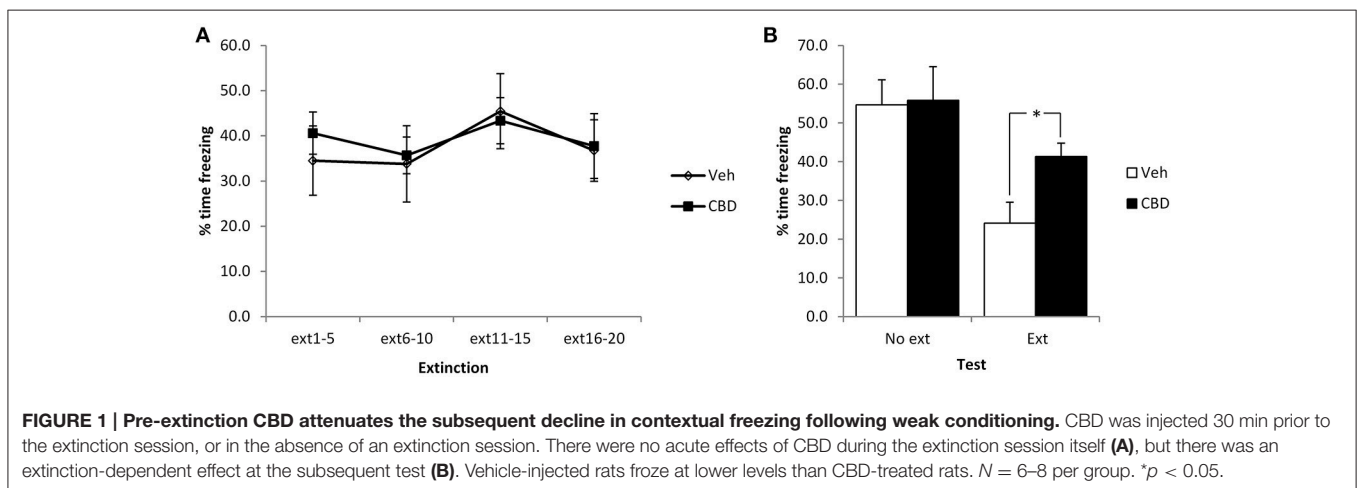 A
60.0
50.0
40.0
30.0
20.0
10.0
0.0
% time freezing
ext1-5 ext6-10 ext11-15 ext16-20
Extinction
Veh
CBD
B
70.0
60.0
50.0
40.0
30.0
20.0
10.0
0.0
% time freezing
*
No ext Ext
Test
Veh
CBD
FIGURE 1 | Pre-extinction CBD attenuates the subsequent decline in contextual freezing following weak conditioning. CBD was injected 30 min prior to
the extinction session, or in the absence of an extinction session. There were no acute effects of CBD during the extinction session itself (A), but there was an
extinction-dependent effect at the subsequent test (B). Vehicle-injected rats froze at lower levels than CBD-treated rats. N = 6–8 per group. *p < 0.05.